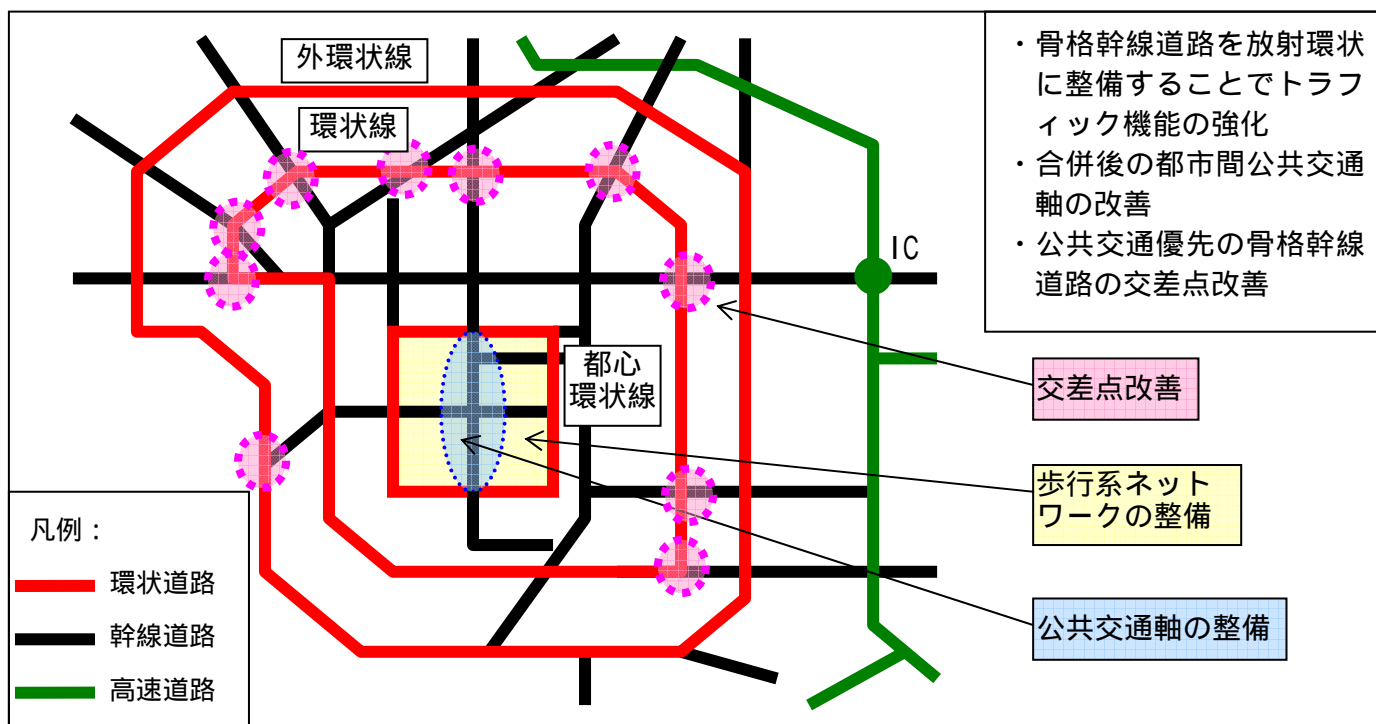 外環状線
環状線
・骨格幹線道路を放射環状
に整備することでトラフ
ィック機能の強化
・合併後の都市間公共交通
軸の改善
・公共交通優先の骨格幹線
道路の交差点改善
IC
都心
環状線
交差点改善
歩行系ネット
ワークの整備
公共交通軸の整備
凡例：
環状道路
幹線道路
高速道路